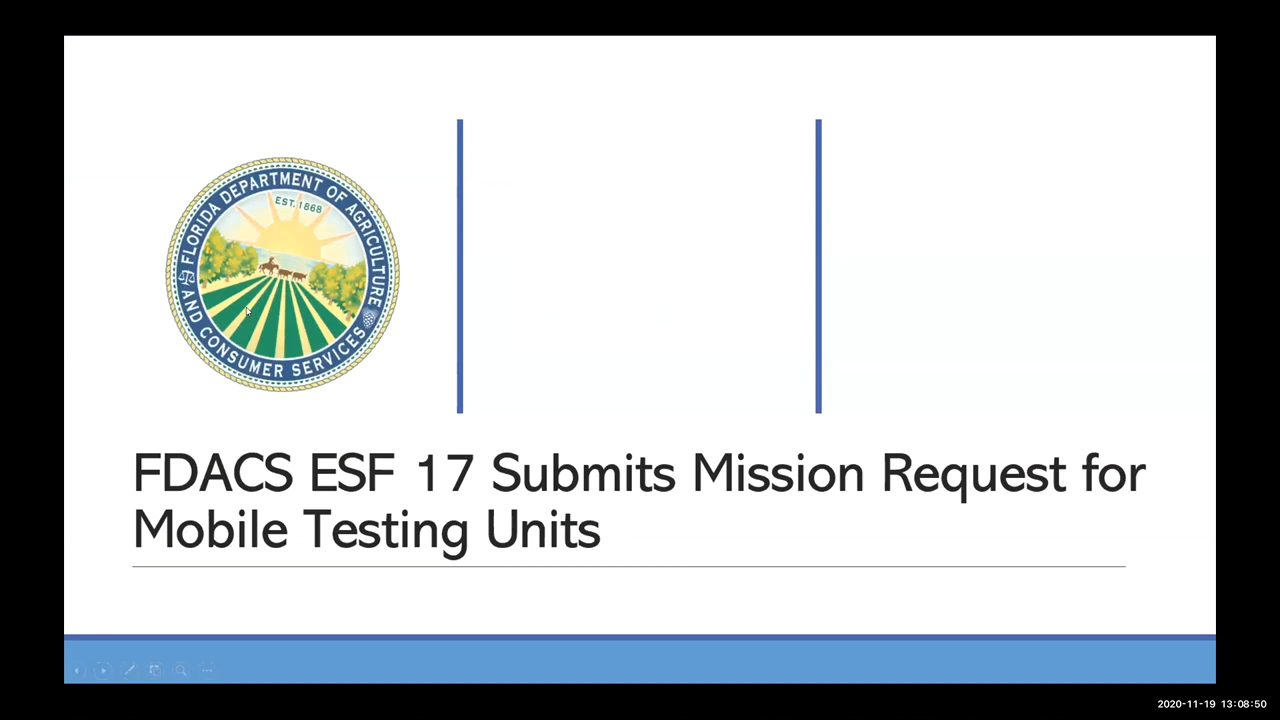 FLORIDA DEPARTMENT OF AGRICULTURE
AND CONSUMER SERVICES
EST. 1868
FDACS ESF 17 Submits Mission Request for
Mobile Testing Units
2020-11-19 13:08:50